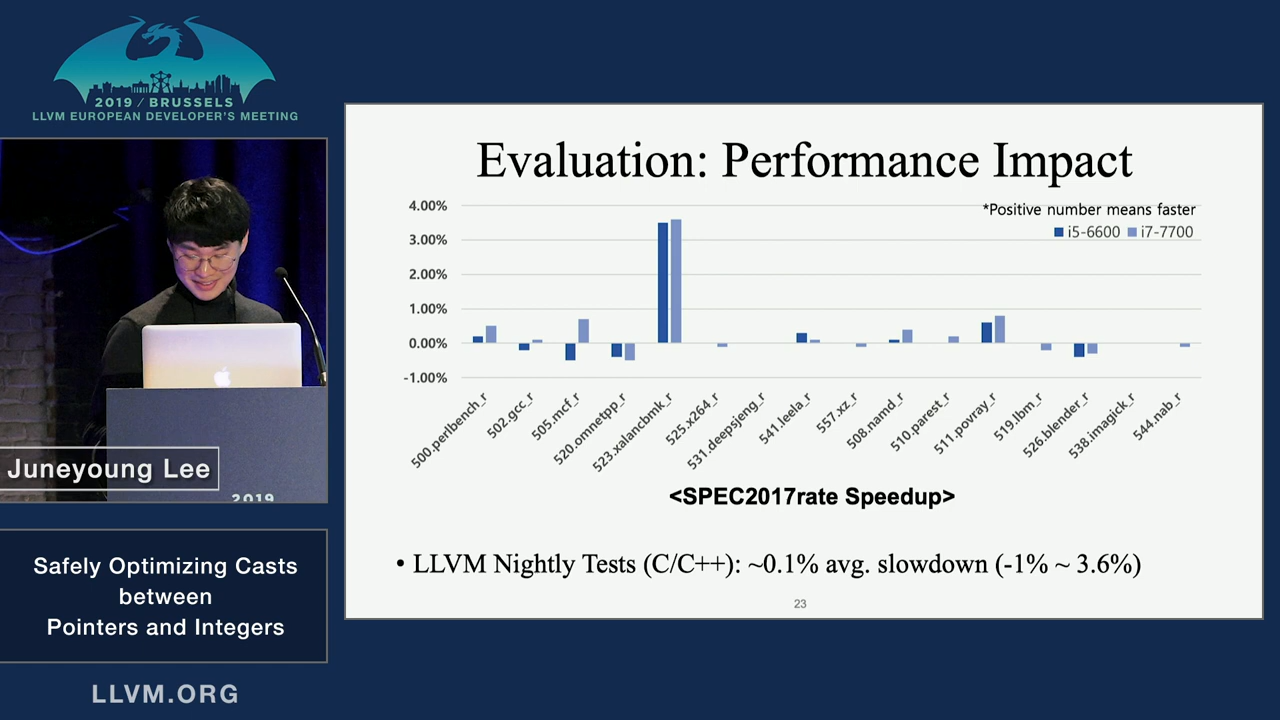 2019 / BRUSSELS
LLVM EUROPEAN DEVELOPER'S MEETING
Juneyoung Lee
2019
Safely Optimizing Casts
between
Pointers and Integers
LLVM.ORG
Evaluation: Performance Impact
*Positive number means faster
i5-6600 i7-7700
4.00%
3.00%
2.00%
1.00%
0.00%
-1.00%
500.perlbench_r
502.gcc_r
505.mcf_r
520.omnetpp_r
523.xalancbmk_r
525.x264_r
531.deepsjeng_r
541.leela_r
557.xz_r
508.namd_r
510.parest_r
511.povray_r
519.lbm_r
526.blender_r
538.imagick_r
544.nab_r
<SPEC2017rate Speedup>
• LLVM Nightly Tests (C/C++): ~0.1% avg. slowdown (-1% ~ 3.6%)
23